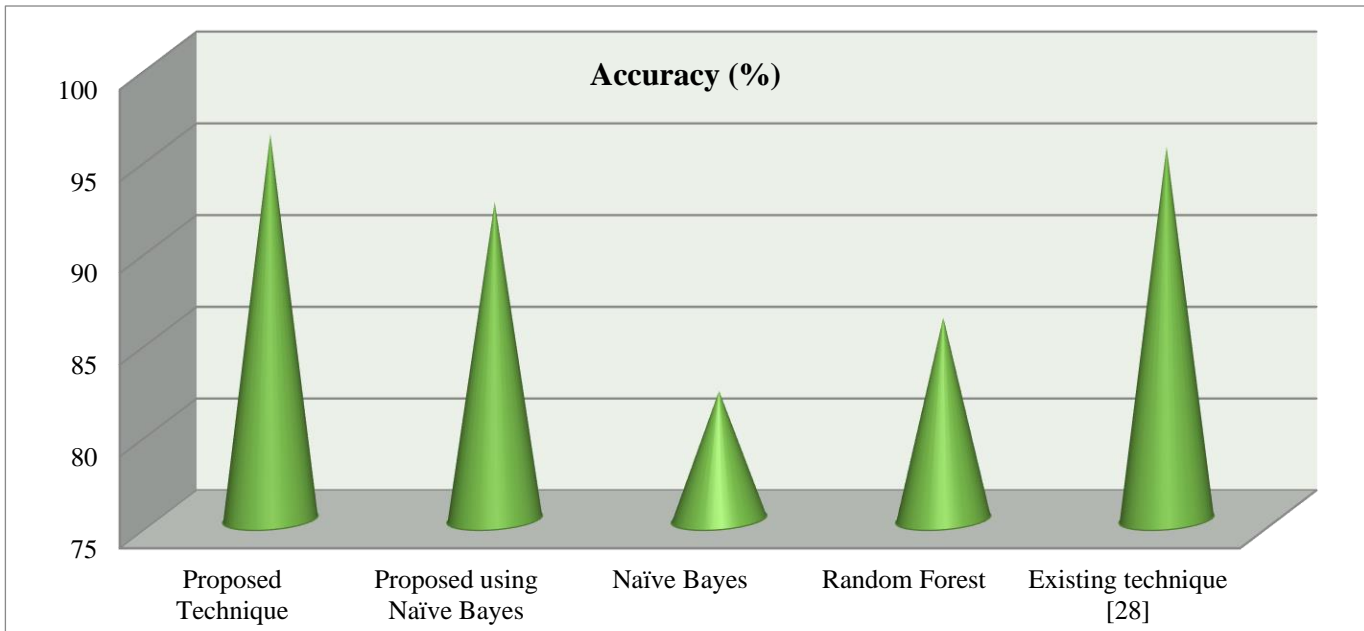 Accuracy (%)
100
95
90
85
80
75
Proposed
Technique
Proposed using
Naïve Bayes
Naïve Bayes
Random Forest
Existing technique
[28]